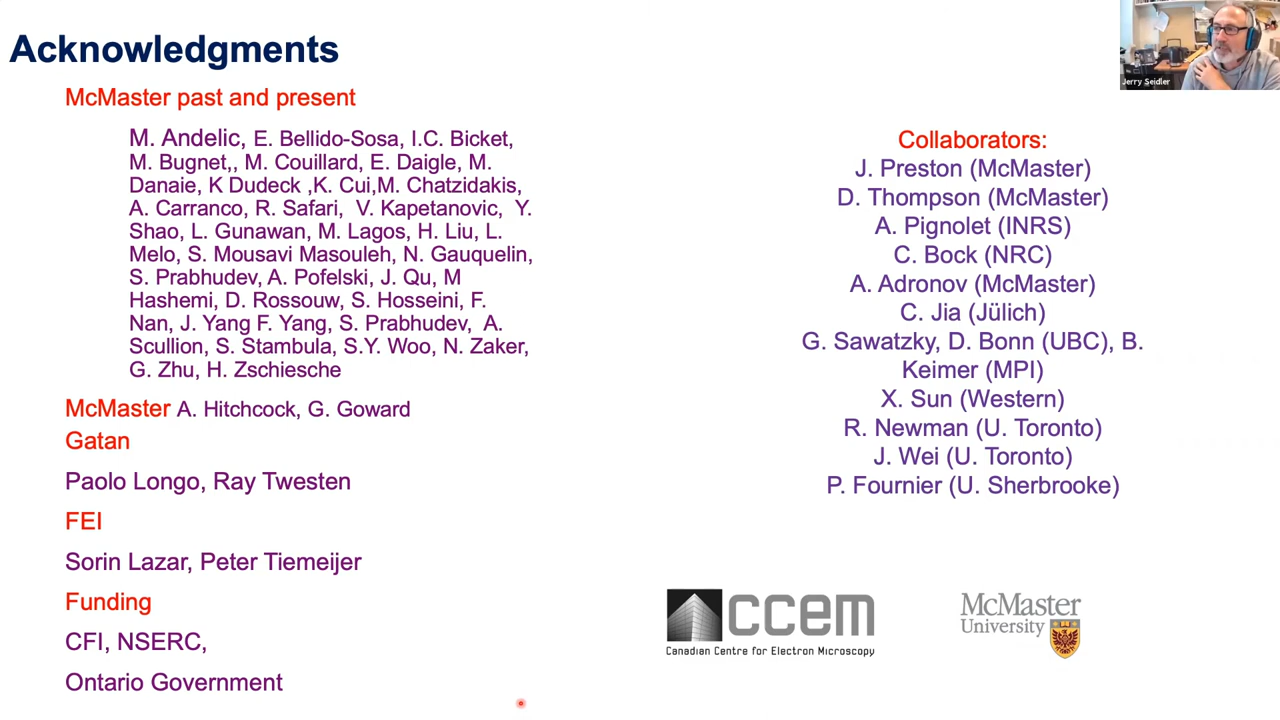 Acknowledgments
McMaster past and present
M. Andelic, E. Bellido-Sosa, I.C. Bicket,
M. Bugnet,, M. Couillard, E. Daigle, M.
Danaie, K Dudeck ,K. Cui,M. Chatzidakis,
A. Carranco, R. Safari, V. Kapetanovic, Y.
Shao, L. Gunawan, M. Lagos, H. Liu, L.
Melo, S. Mousavi Masouleh, N. Gauquelin,
S. Prabhudev, A. Pofelski, J. Qu, M
Hashemi, D. Rossouw, S. Hosseini, F.
Nan, J. Yang F. Yang, S. Prabhudev, A.
Scullion, S. Stambula, S.Y. Woo, N. Zaker,
G. Zhu, H. Zschiesche
McMaster A. Hitchcock, G. Goward
Gatan
Paolo Longo, Ray Twesten
FEI
Sorin Lazar, Peter Tiemeijer
Funding
CFI, NSERC,
Ontario Government
Collaborators:
J. Preston (McMaster)
D. Thompson (McMaster)
A. Pignolet (INRS)
C. Bock (NRC)
A. Adronov (McMaster)
C. Jia (Jülich)
G. Sawatzky, D. Bonn (UBC), B.
Keimer (MPI)
X. Sun (Western)
R. Newman (U. Toronto)
J. Wei (U. Toronto)
P. Fournier (U. Sherbrooke)
ccem
Canadian Centre for Electron Microscopy
McMaster
University
Jerry Seidler